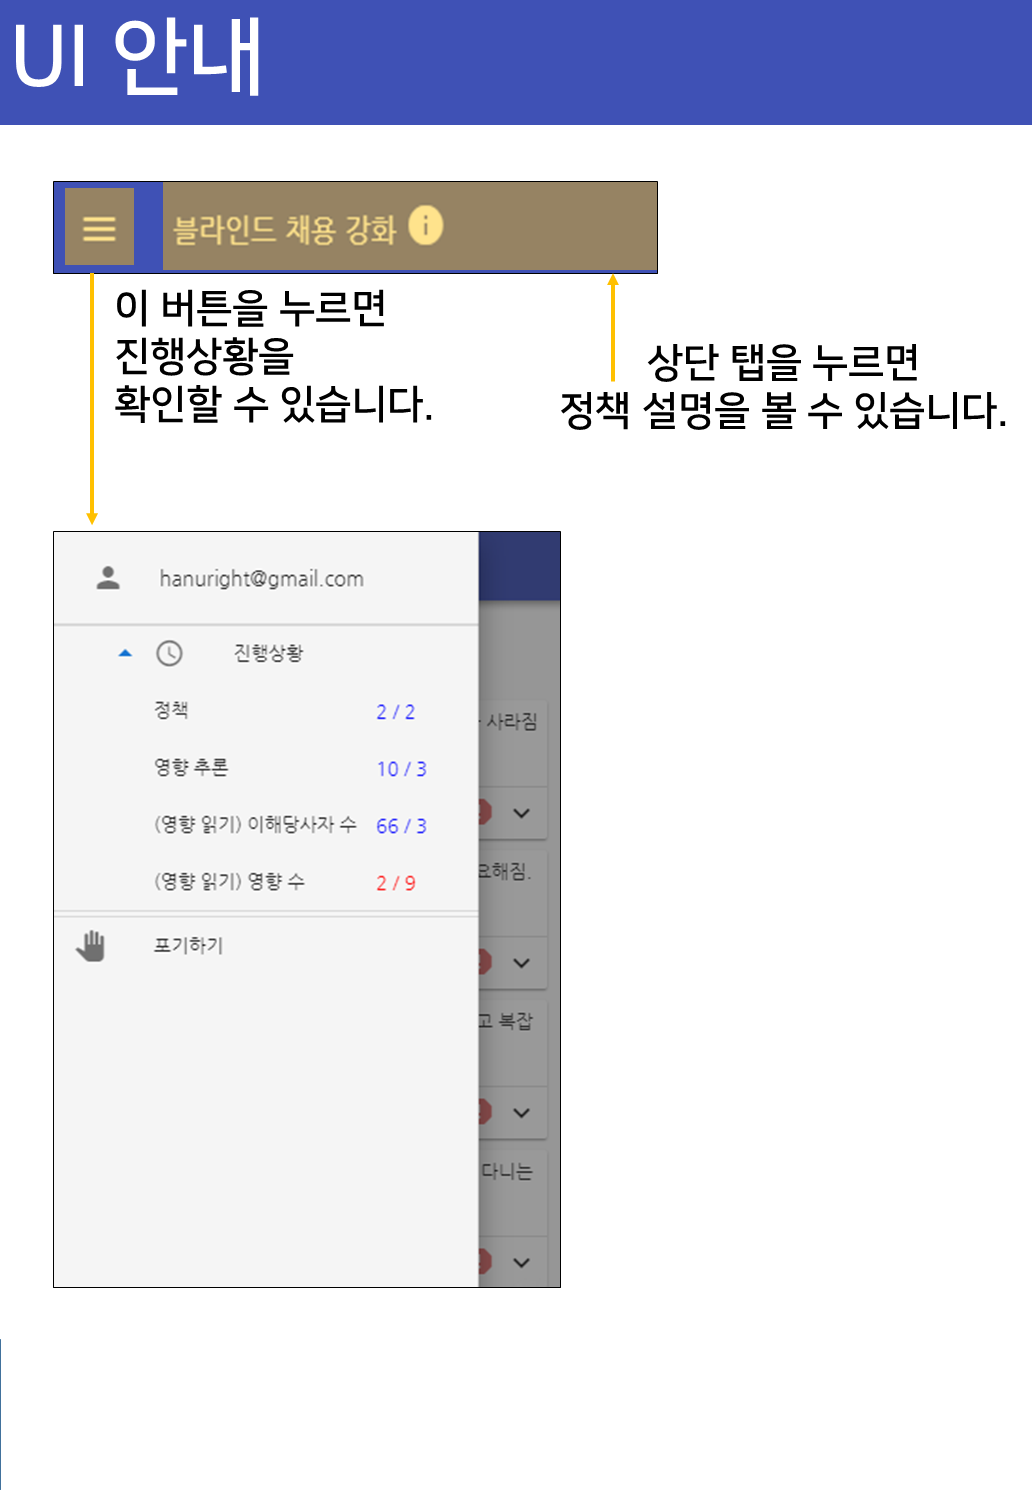 UI 안내
블라인드 채용 강화 i
이 버튼을 누르면
진행상황을
확인할 수 있습니다.
상단 탭을 누르면
정책 설명을 볼 수 있습니다.
hanuright@gmail.com
진행상황
정책 2 / 2
사라짐
영향 추론 10 / 3
(영향 읽기) 이해당사자 수 66 / 3
(영향 읽기) 영향 수 2 / 9
요해짐.
포기하기
고 복잡
다니는